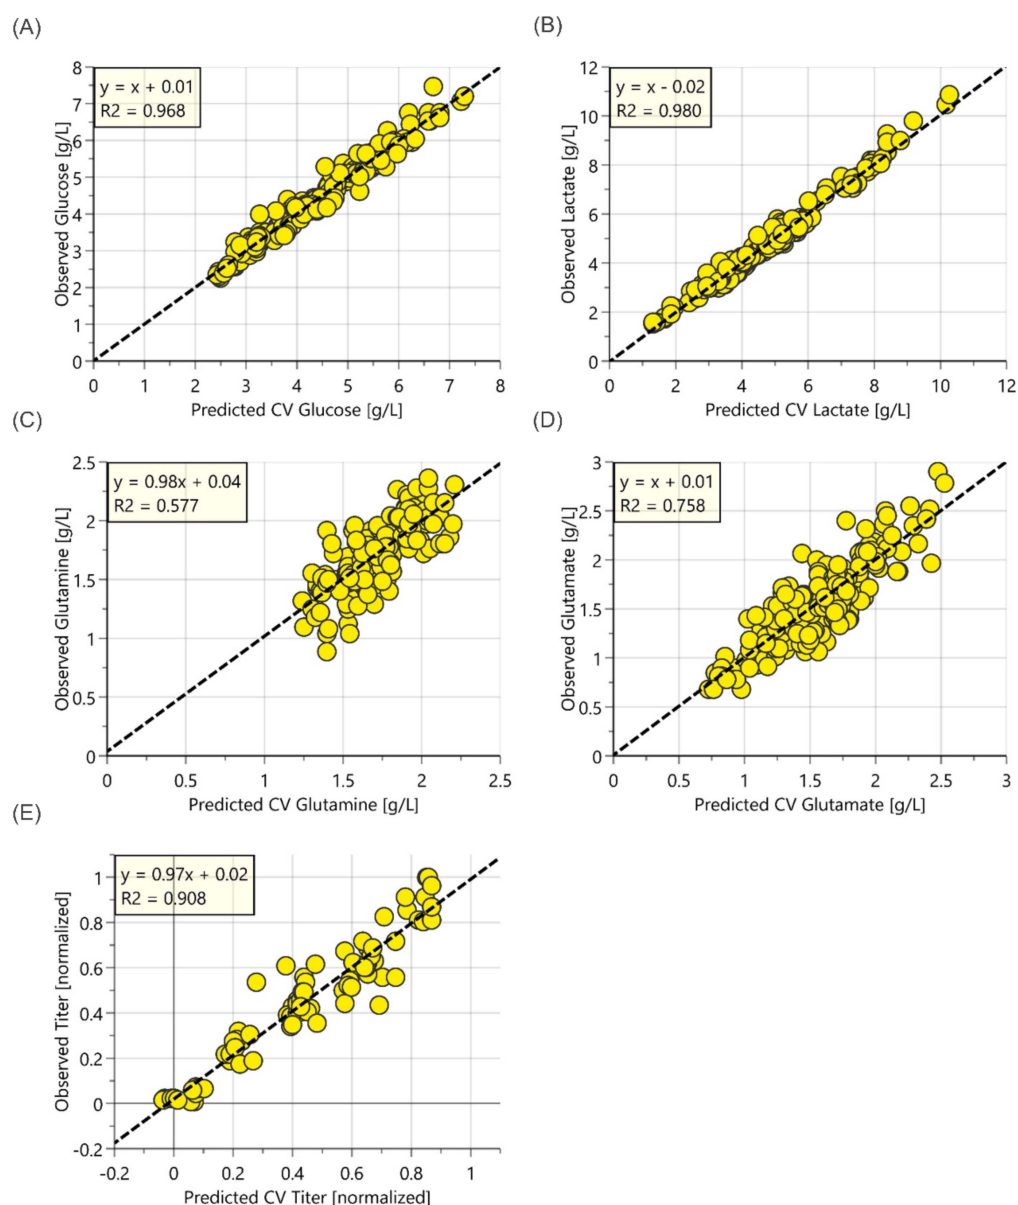 (A)
(B)
y = x + 0.01
R2 = 0.968
Observed Glucose [g/L]
8
7
6
5
4
3
2
1
0
0 1 2 3 4 5 6 7 8
Predicted CV Glucose [g/L]
y = x - 0.02
R2 = 0.980
Observed Lactate [g/L]
12
10
8
6
4
2
0
0 2 4 6 8 10 12
Predicted CV Lactate [g/L]
(C)
(D)
y = 0.98x + 0.04
R2 = 0.577
Observed Glutamine [g/L]
2.5
2
1.5
1
0.5
0
0 0.5 1 1.5 2 2.5
Predicted CV Glutamine [g/L]
y = x + 0.01
R2 = 0.758
Observed Glutamate [g/L]
3
2.5
2
1.5
1
0.5
0
0 0.5 1 1.5 2 2.5 3
Predicted CV Glutamate [g/L]
(E)
y = 0.97x + 0.02
R2 = 0.908
Observed Titer [normalized]
1
0.8
0.6
0.4
0.2
0
-0.2
-0.2 0 0.2 0.4 0.6 0.8 1
Predicted CV Titer [normalized]